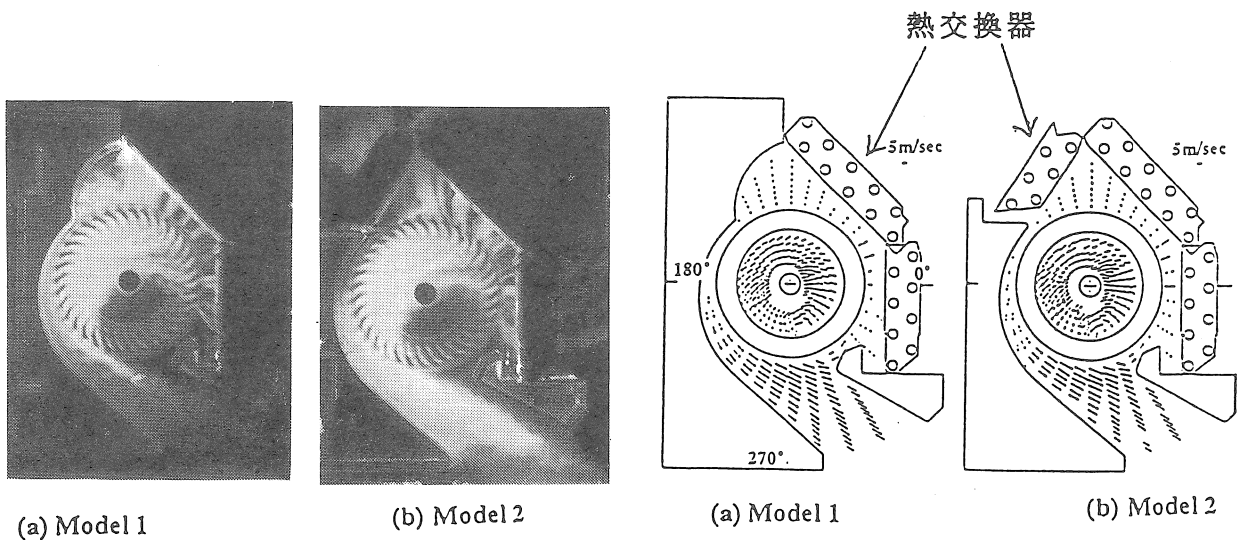 熱交換器
5m/sec
5m/sec
180°
0°
270°.
(a) Model 1
(b) Model 2
(a) Model 1
(b) Model 2